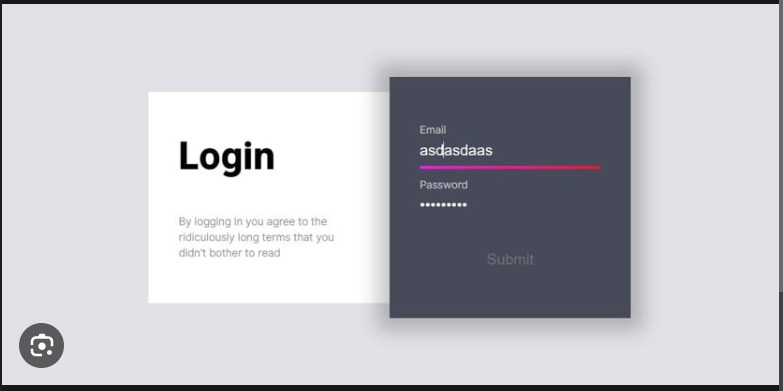 Login
By logging in you agree to the
ridiculously long terms that you
didn't bother to read
Email
asdasdaas
Password
•••••••••
Submit